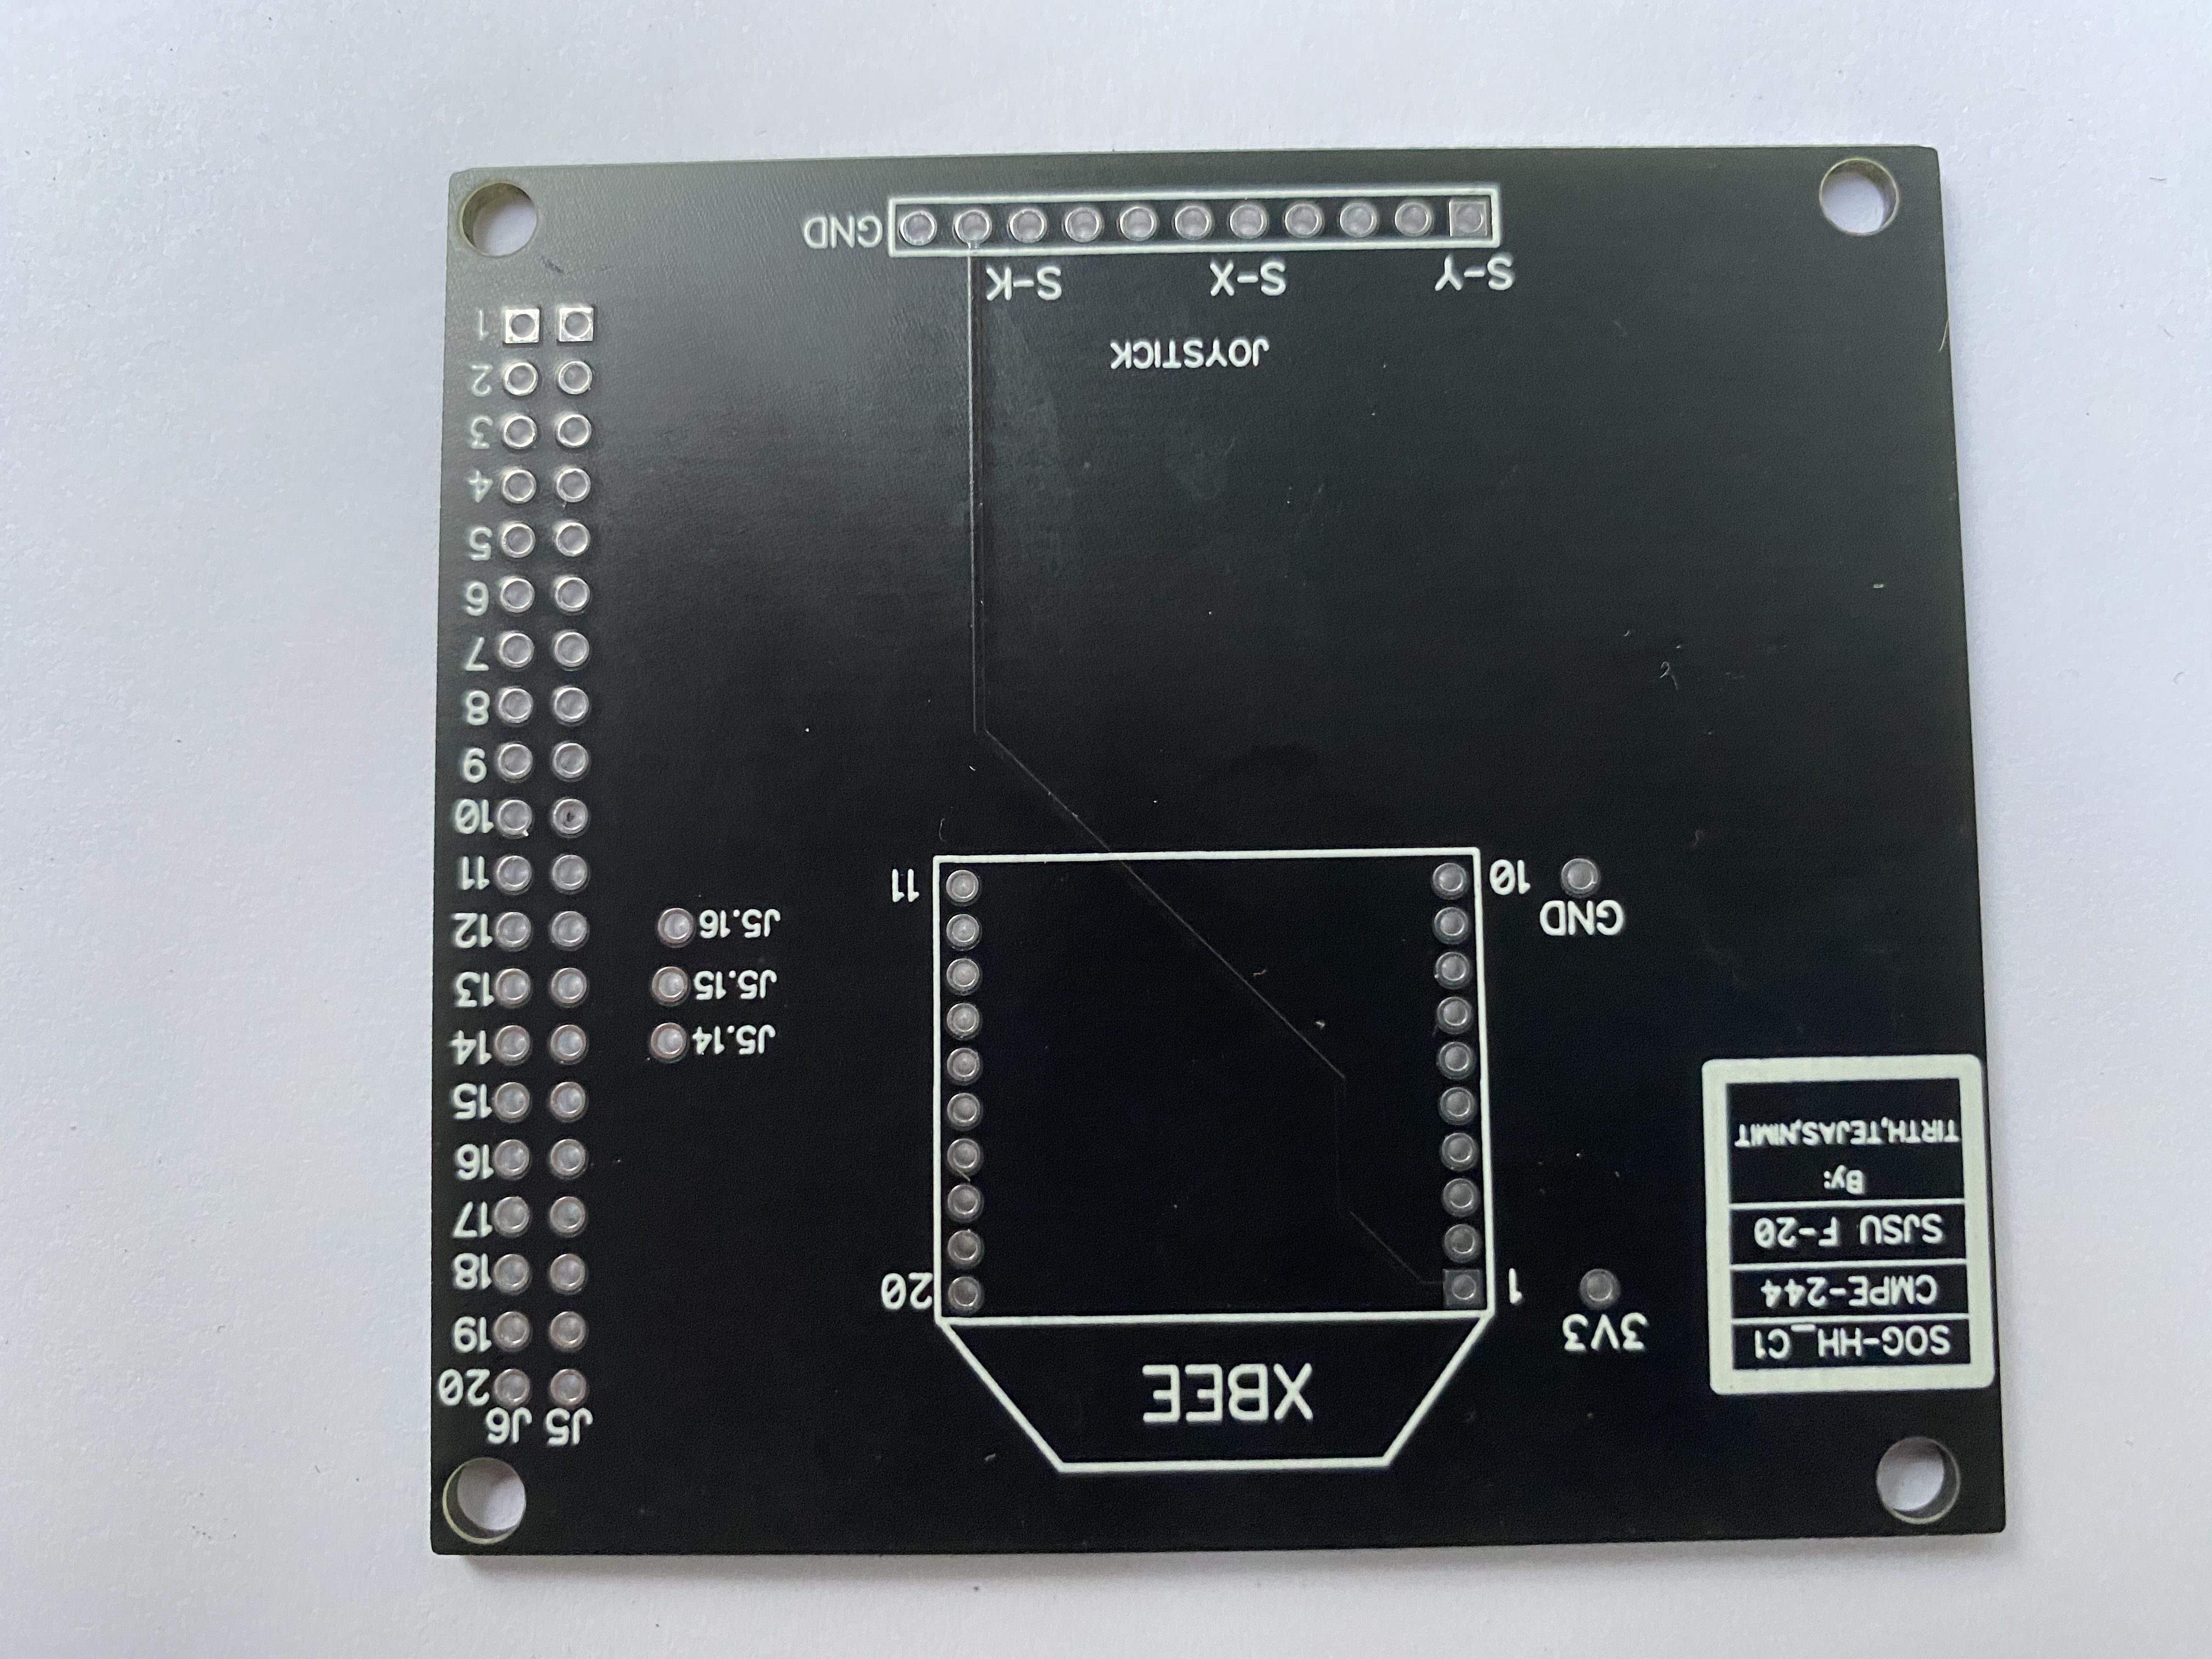 SOG-HH_C1
CMPE-244
SJSU F-20
By:
TIRTH,TEJAS,NIMIT
3V3
GND
XBEE
1
20
10
11
J5.14
J5.15
J5.16
J5 J6
20
19
18
17
16
15
14
13
12
11
10
9
8
7
6
5
4
3
2
1
JOYSTICK
S-Y S-X S-K
GND